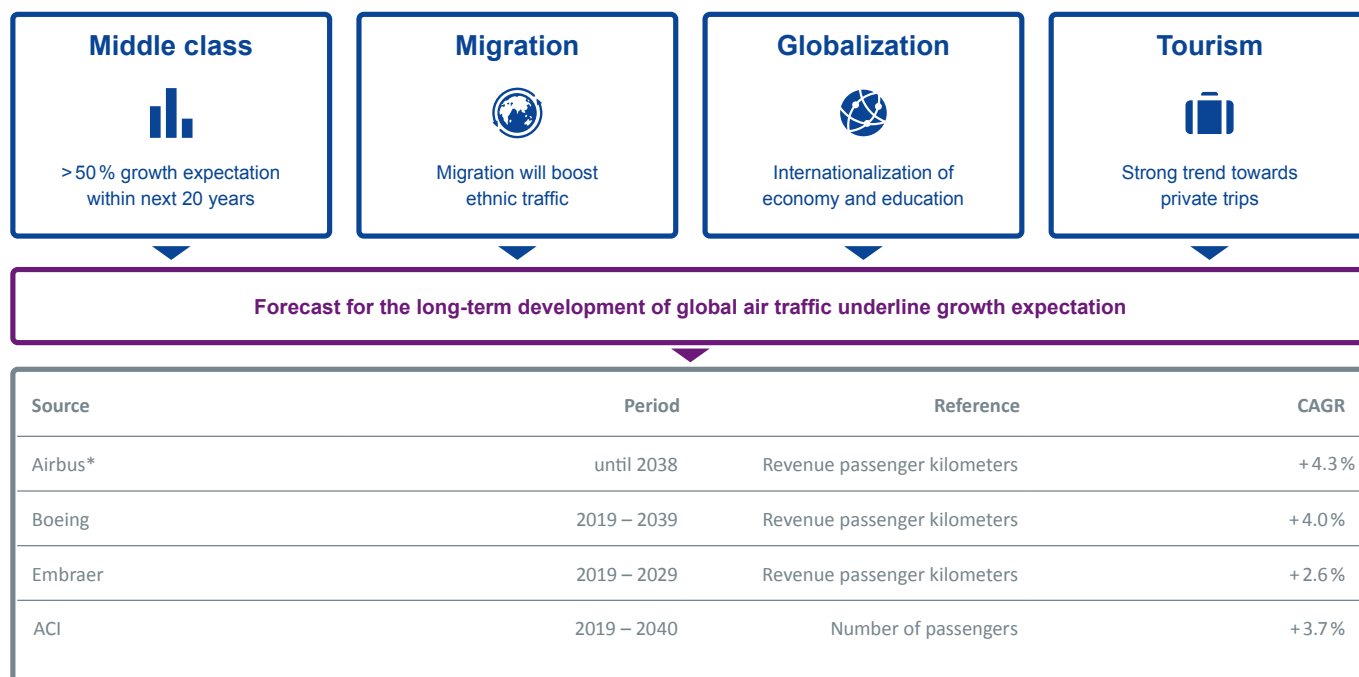 Middle class
>50% growth expectation
within next 20 years
Migration
Migration will boost
ethnic traffic
Globalization
Internationalization of
economy and education
Tourism
Strong trend towards
private trips
Forecast for the long-term development of global air traffic underline growth expectation
Source Period Reference CAGR
Airbus* until 2038 Revenue passenger kilometers +4.3%
Boeing 2019 – 2039 Revenue passenger kilometers +4.0%
Embraer 2019 – 2029 Revenue passenger kilometers +2.6%
ACI 2019 – 2040 Number of passengers +3.7%